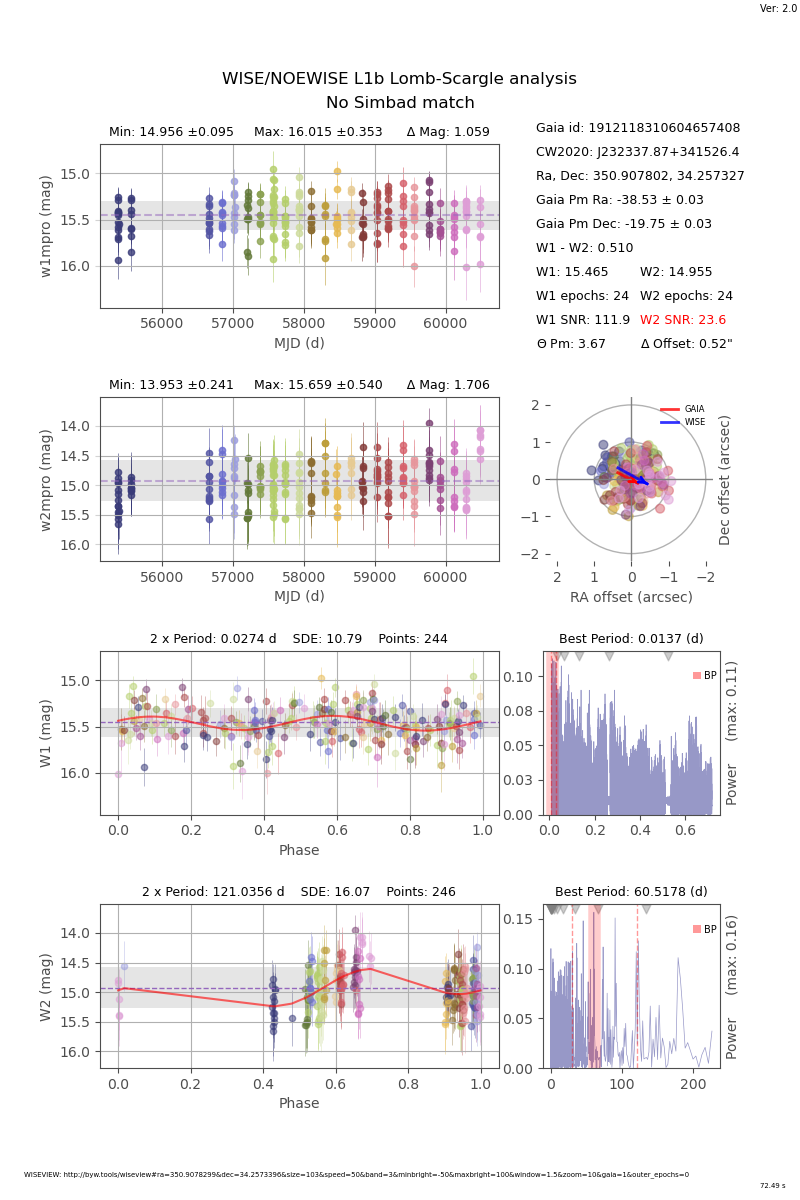 Ver: 2.0
WISE/NOEWISE L1b Lomb-Scargle analysis
No Simbad match
Min: 14.956 ±0.095 Max: 16.015 ±0.353 Δ Mag: 1.059
w1mpro (mag)
15.0
15.5
16.0
56000 57000 58000 59000 60000
MJD (d)
Gaia id: 1912118310604657408
CW2020: J232337.87+341526.4
Ra, Dec: 350.907802, 34.257327
Gaia Pm Ra: -38.53 ± 0.03
Gaia Pm Dec: -19.75 ± 0.03
W1 - W2: 0.510
W1: 15.465 W2: 14.955
W1 epochs: 24 W2 epochs: 24
W1 SNR: 111.9 W2 SNR: 23.6
Θ Pm: 3.67 Δ Offset: 0.52"
Min: 13.953 ±0.241 Max: 15.659 ±0.540 Δ Mag: 1.706
w2mpro (mag)
14.0
14.5
15.0
15.5
16.0
56000 57000 58000 59000 60000
MJD (d)
GAIA
WISE
2
1
0
−1
−2
2 1 0 −1 −2
RA offset (arcsec)
Dec offset (arcsec)
2 x Period: 0.0274 d SDE: 10.79 Points: 244
W1 (mag)
15.0
15.5
16.0
0.0 0.2 0.4 0.6 0.8 1.0
Phase
Best Period: 0.0137 (d)
BP
0.10
0.08
0.05
0.03
0.00
0.0 0.2 0.4 0.6
Power (max: 0.11)
2 x Period: 121.0356 d SDE: 16.07 Points: 246
W2 (mag)
14.0
14.5
15.0
15.5
16.0
0.0 0.2 0.4 0.6 0.8 1.0
Phase
Best Period: 60.5178 (d)
BP
0.15
0.10
0.05
0.00
0 100 200
Power (max: 0.16)
WISEVIEW: http://byw.tools/wiseview#ra=350.9078299&dec=34.2573396&size=103&speed=50&band=3&minbright=-50&maxbright=100&window=1.5&zoom=10&gaia=1&outer_epochs=0
72.49 s